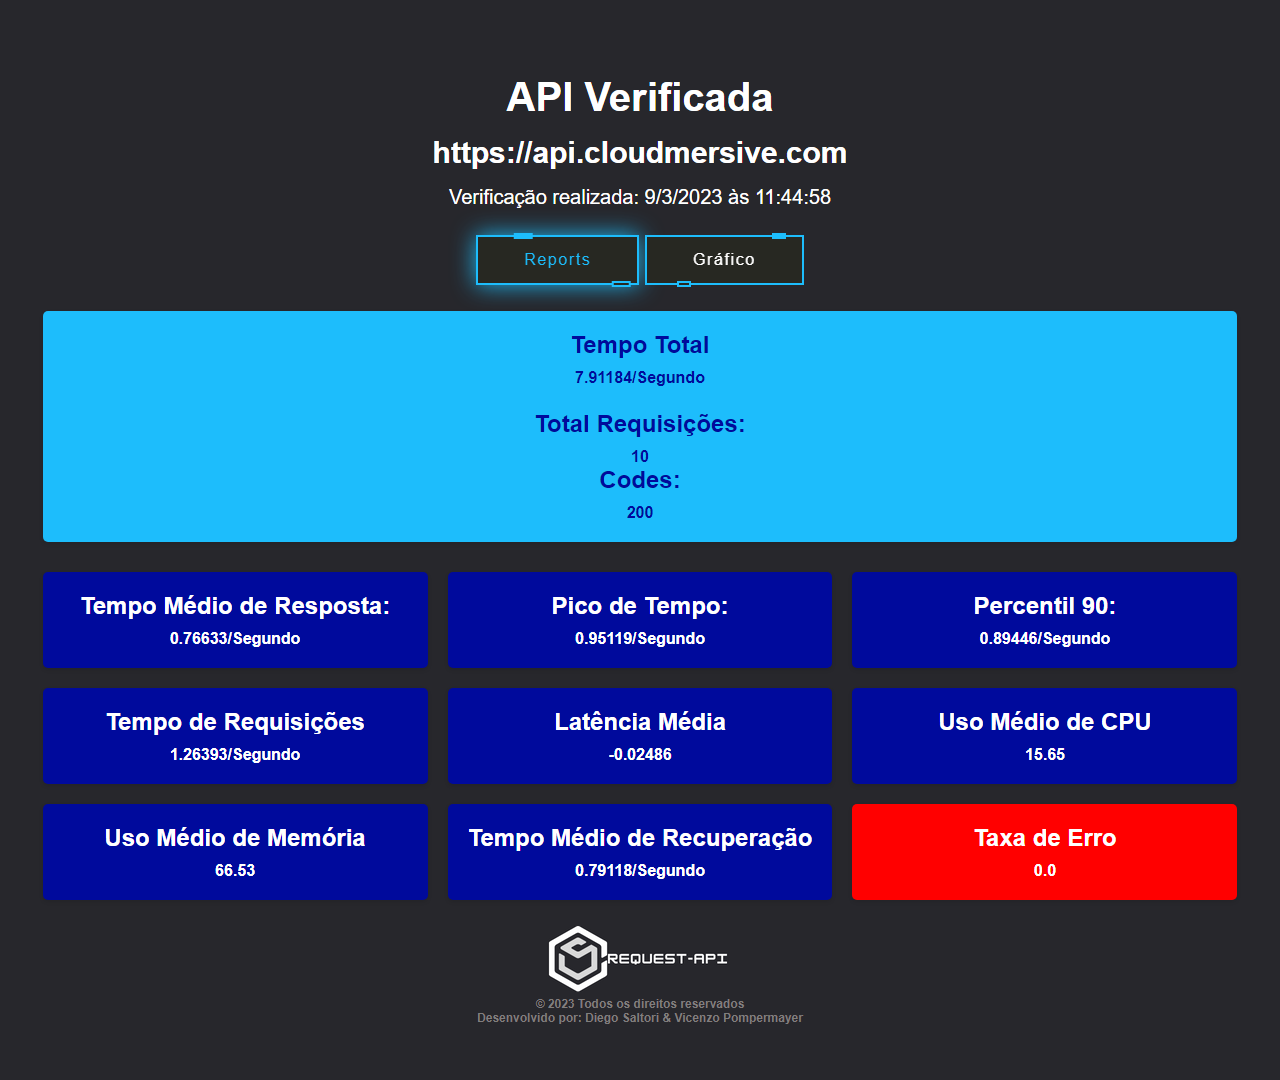 API Verificada
https://api.cloudmersive.com
Verificação realizada: 9/3/2023 às 11:44:58
Reports
Gráfico
Tempo Total
7.91184/Segundo
Total Requisições:
10
Codes:
200
Tempo Médio de Resposta:
0.76633/Segundo
Pico de Tempo:
0.95119/Segundo
Percentil 90:
0.89446/Segundo
Tempo de Requisições
1.26393/Segundo
Latência Média
-0.02486
Uso Médio de CPU
15.65
Uso Médio de Memória
66.53
Tempo Médio de Recuperação
0.79118/Segundo
Taxa de Erro
0.0
REQUEST-API
© 2023 Todos os direitos reservados
Desenvolvido por: Diego Saltori & Vicenzo Pompermayer